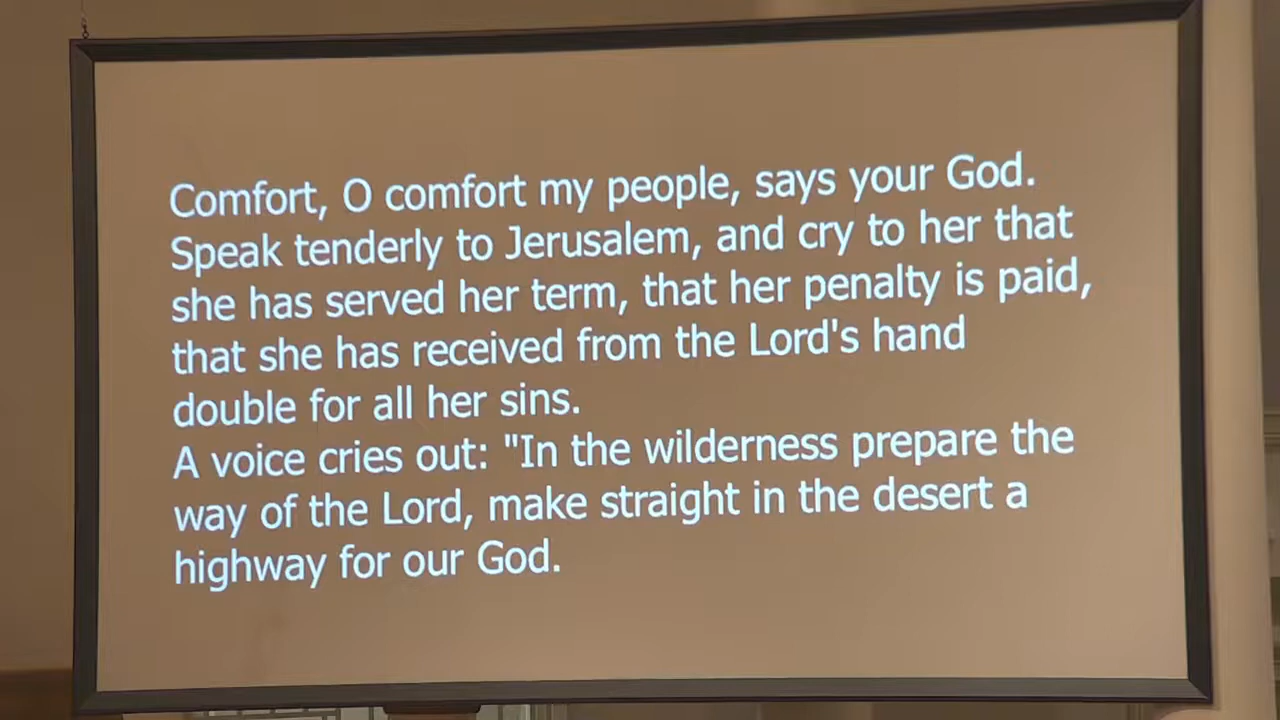 Comfort, O comfort my people, says your God.
Speak tenderly to Jerusalem, and cry to her that
she has served her term, that her penalty is paid,
that she has received from the Lord's hand
double for all her sins.
A voice cries out: "In the wilderness prepare the
way of the Lord, make straight in the desert a
highway for our God.